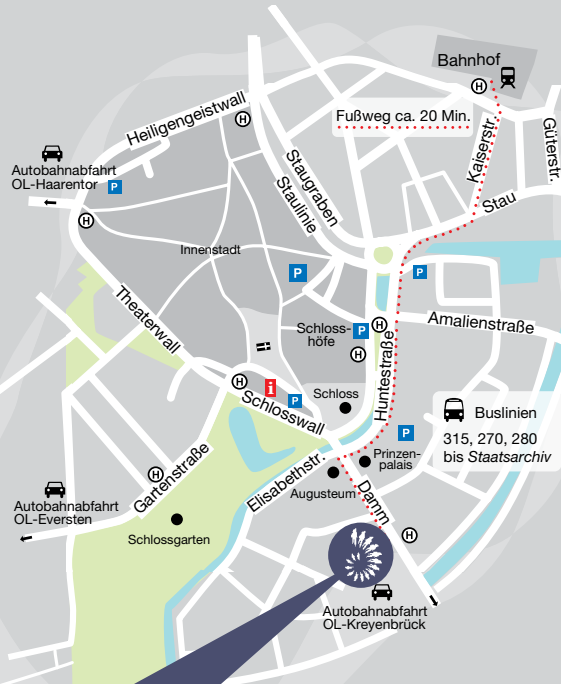 Bahnhof
H
Fußweg ca. 20 Min.
Heiligengeistwall
H
Kaiserstr.
Güterstr.
Autobahnabfahrt
OL-Haarentor
P
H
Staugraben
Staulinie
Stau
Innenstadt
P
P
Theaterwall
Schloss-
höfe
P
H
H
Amalienstraße
Huntestraße
H
i
P
Schlosswall
Schloss
P
Buslinien
315, 270, 280
bis Staatsarchiv
Prinzen-
palais
Elisabethstr.
Augusteum
Damm
H
Gartenstraße
Autobahnabfahrt
OL-Eversten
Schlossgarten
H
Autobahnabfahrt
OL-Kreyenbrück